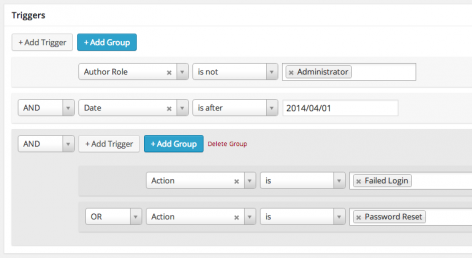 Triggers
+ Add Trigger + Add Group
Author Role × is not × Administrator
AND Date × is after 2014/04/01
AND + Add Trigger + Add Group Delete Group
Action × is × Failed Login
OR Action × is × Password Reset